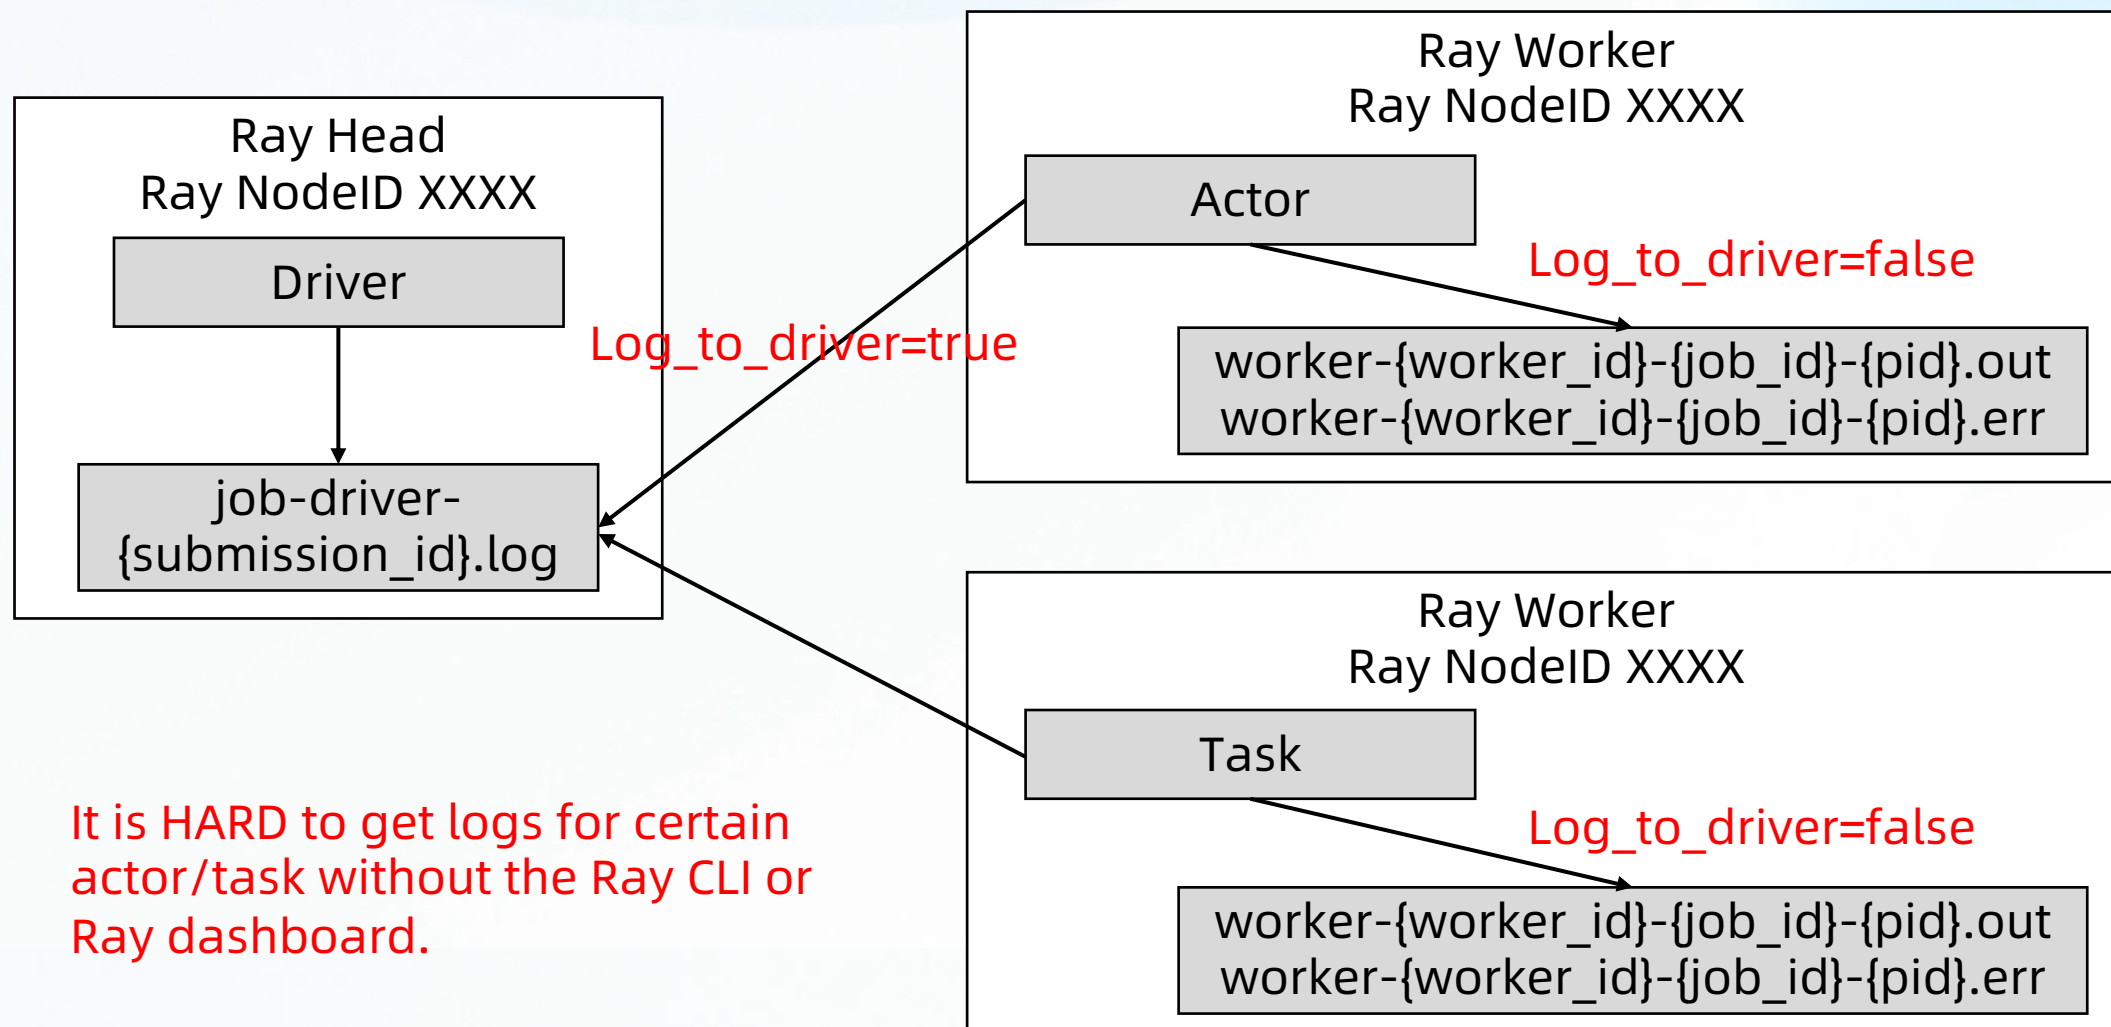 Ray Head
Ray NodeID XXXX
Driver
job-driver-
{submission_id}.log
Log_to_driver=true
Ray Worker
Ray NodeID XXXX
Actor
Log_to_driver=false
worker-{worker_id}-{job_id}-{pid}.out
worker-{worker_id}-{job_id}-{pid}.err
Ray Worker
Ray NodeID XXXX
Task
Log_to_driver=false
worker-{worker_id}-{job_id}-{pid}.out
worker-{worker_id}-{job_id}-{pid}.err
It is HARD to get logs for certain
actor/task without the Ray CLI or
Ray dashboard.